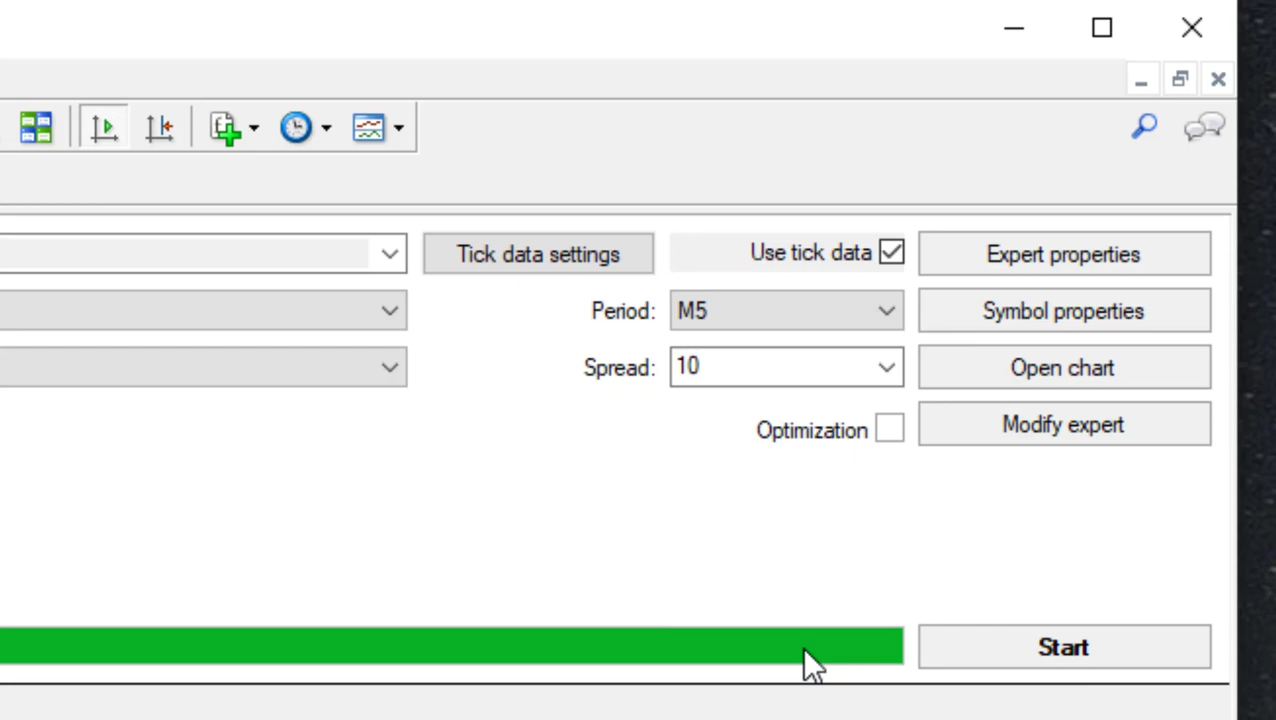 Tick data settings
Use tick data
Expert properties
Period:
M5
Symbol properties
Spread:
10
Open chart
Optimization
Modify expert
Start